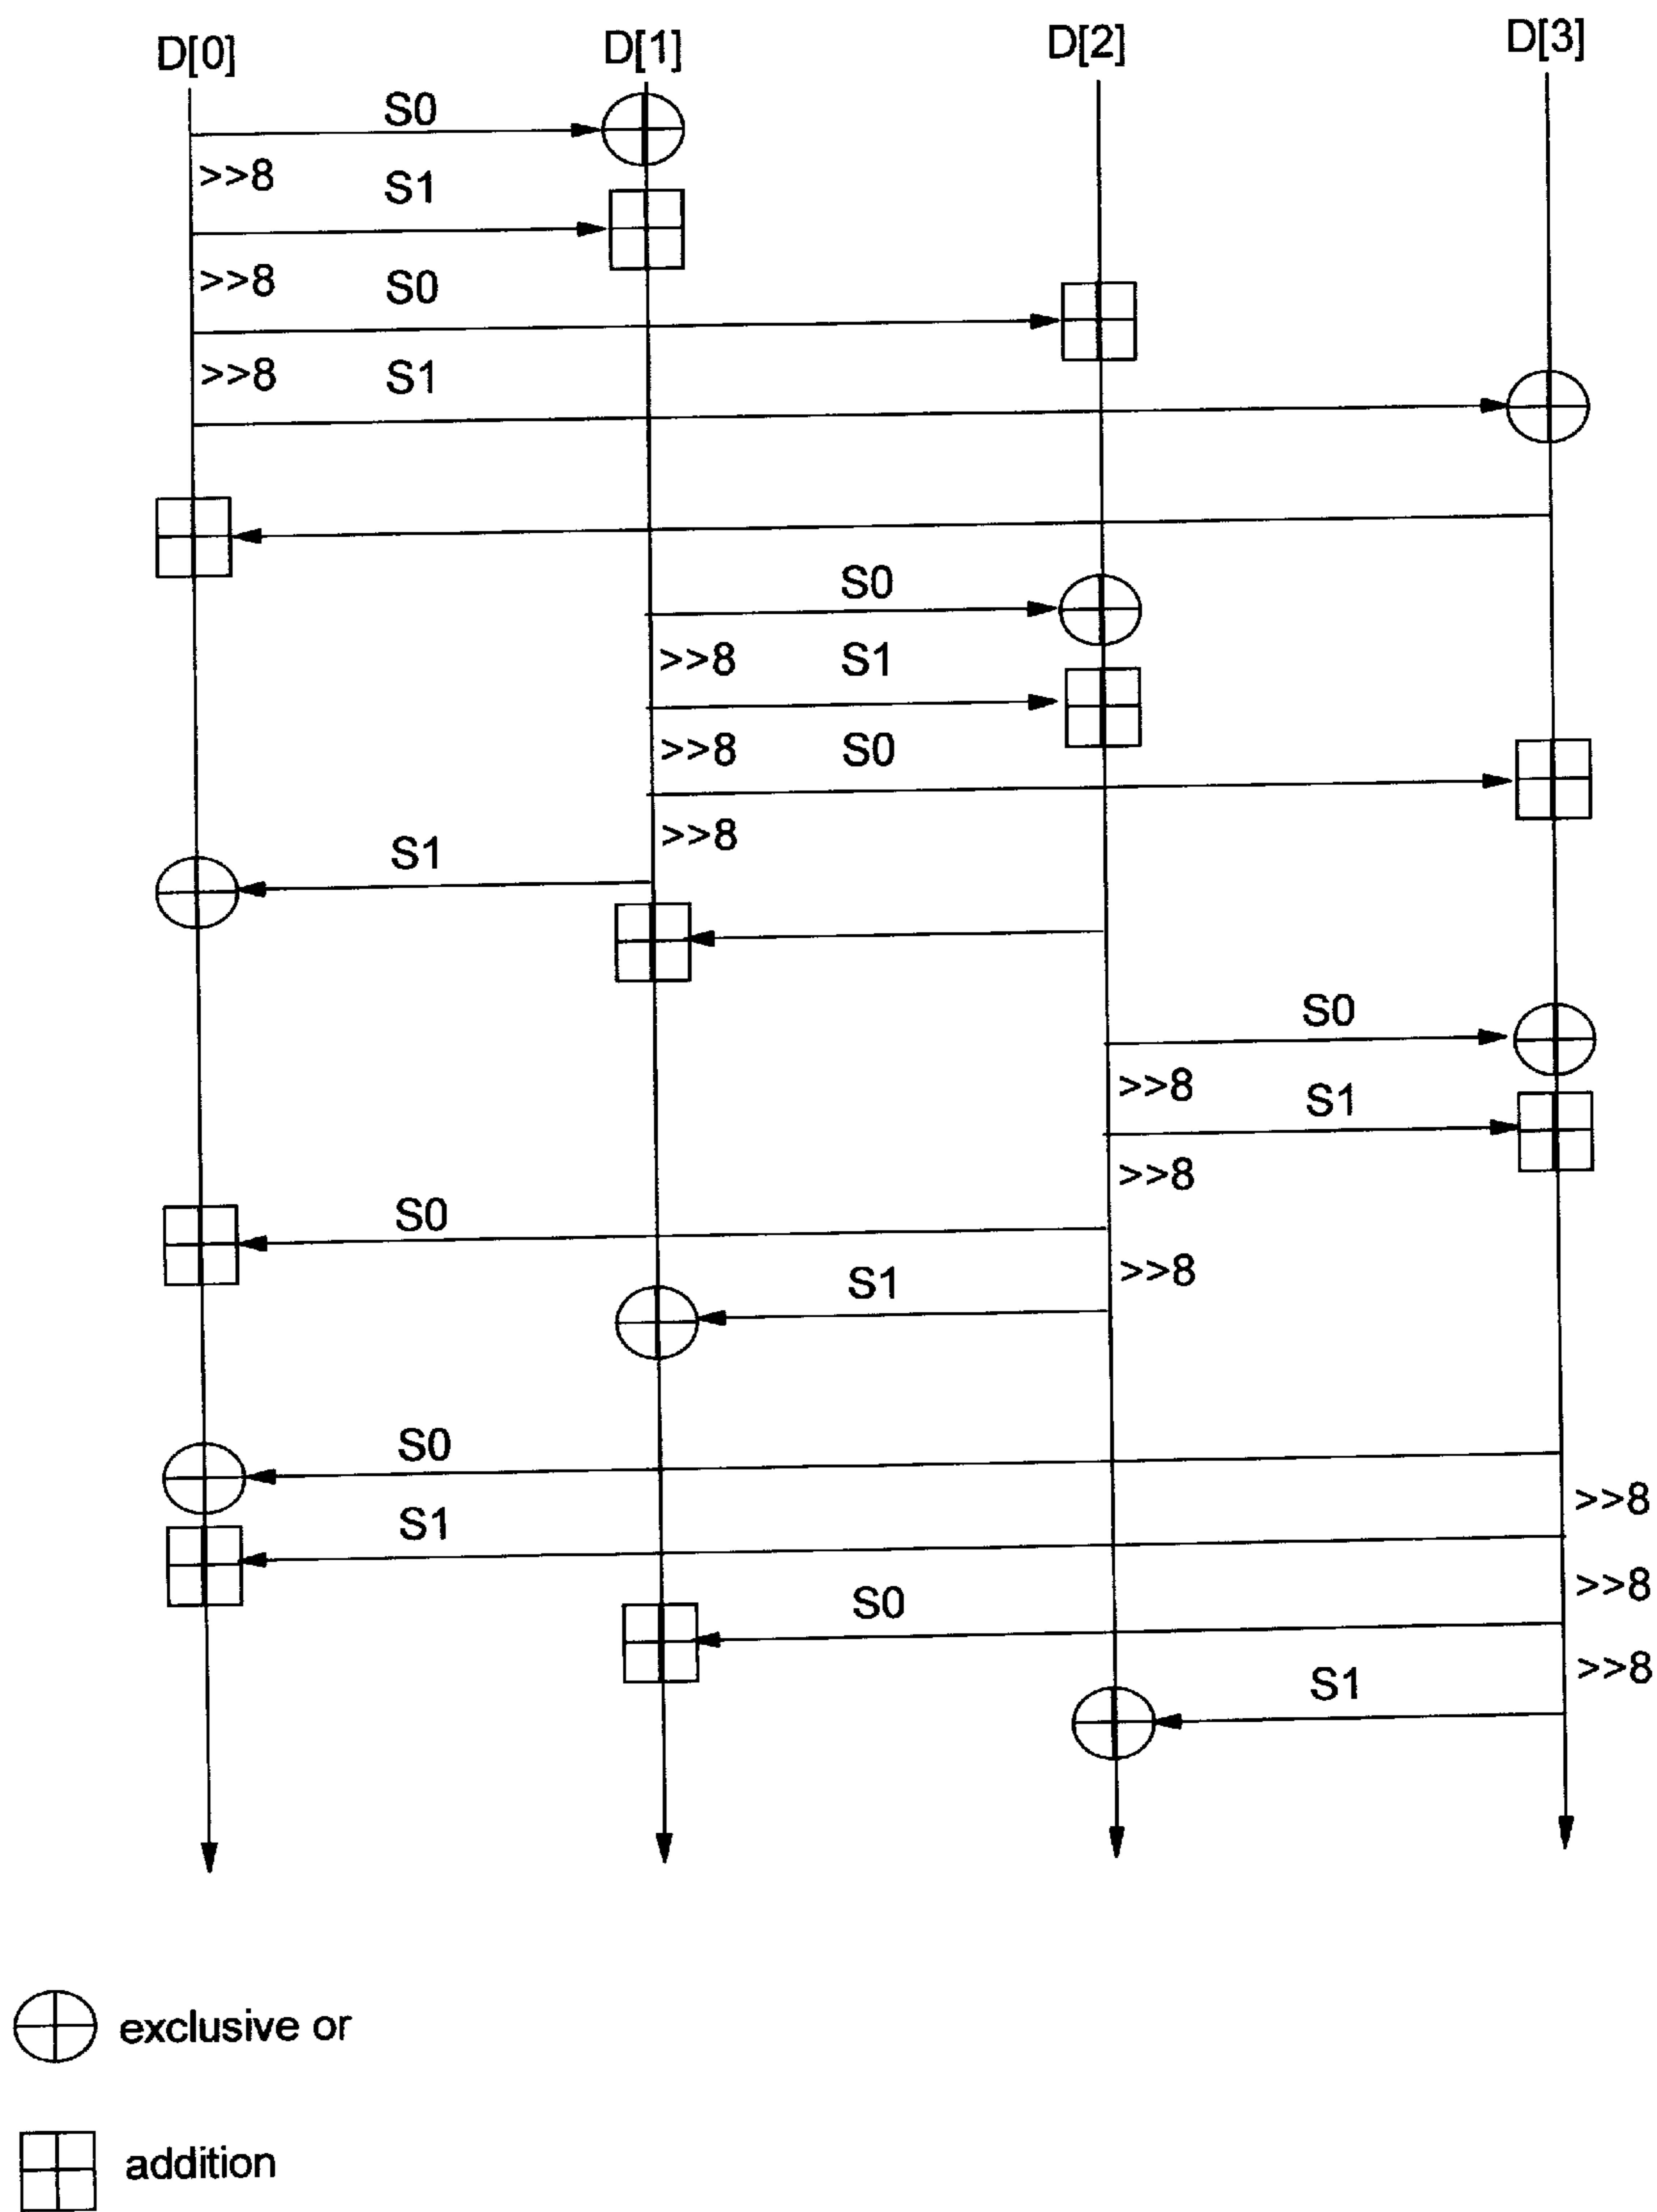 D[0] D[1] D[2] D[3]
S0
>>8 S1
>>8 S0
>>8 S1
S0
>>8 S1
>>8 S0
>>8
S1
S0
>>8 S1
>>8
S0
>>8
S1
S0
>>8
S1
>>8
S0
>>8
S1
exclusive or
addition